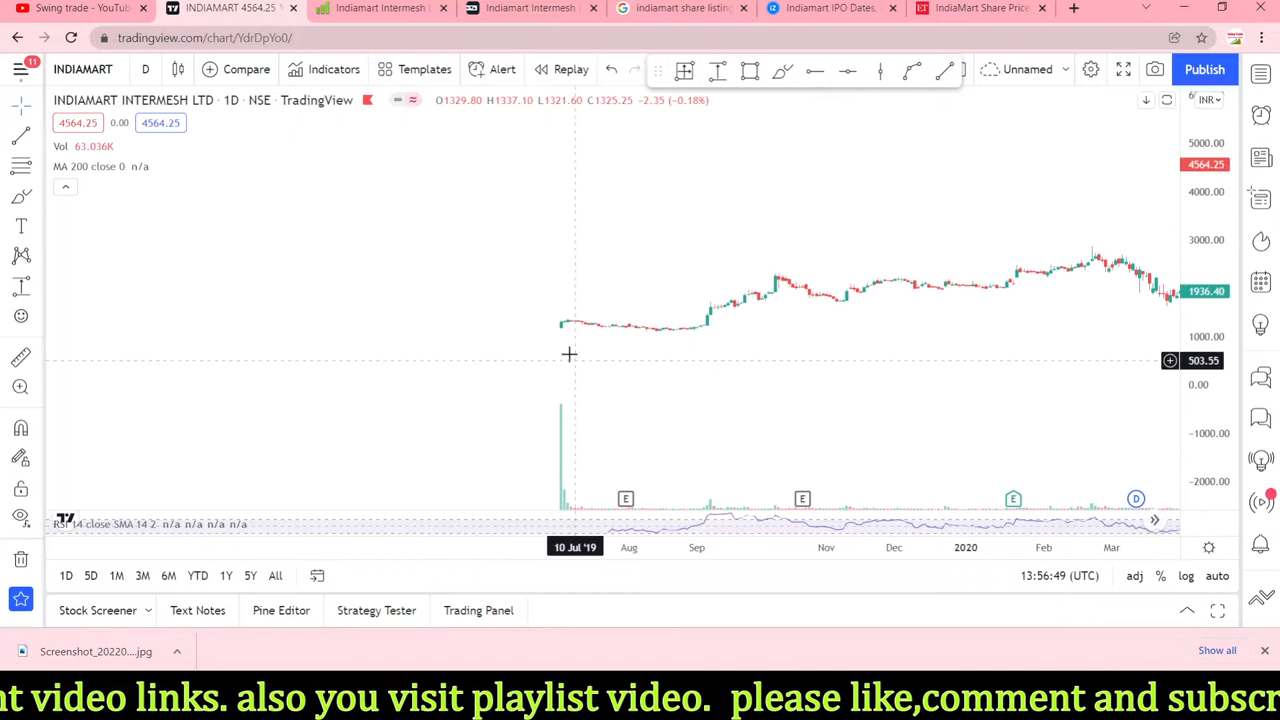 Swing trade - YouTub
INDIAMART 4564.25
Indiamart Intermesh L
Indiamart Intermesh
indiamart share listing
Indiamart IPO Dates,
ET IndiaMart Share Price
tradingview.com/chart/YdrDpYo0/
11
INDIAMART D Compare Indicators Templates Alert Replay Unnamed Publish
INDIAMART INTERMESH LTD · 1D · NSE · TradingView O1329.80 H1337.10 L1321.60 C1325.25 -2.35 (-0.18%)
INR
4564.25 0.00 4564.25
Vol 63.036K
MA 200 close 0 n/a
5000.00
4564.25
4000.00
3000.00
1936.40
1000.00
503.55
0.00
-1000.00
-2000.00
E E E D
RSI 14 close SMA 14 2 n/a n/a n/a n/a
10 Jul '19 Aug Sep Nov Dec 2020 Feb Mar
1D 5D 1M 3M 6M YTD 1Y 5Y All 13:56:49 (UTC) adj % log auto
Stock Screener Text Notes Pine Editor Strategy Tester Trading Panel
Screenshot_20220....jpg Show all
nt video links. also you visit playlist video. please like,comment and subscr